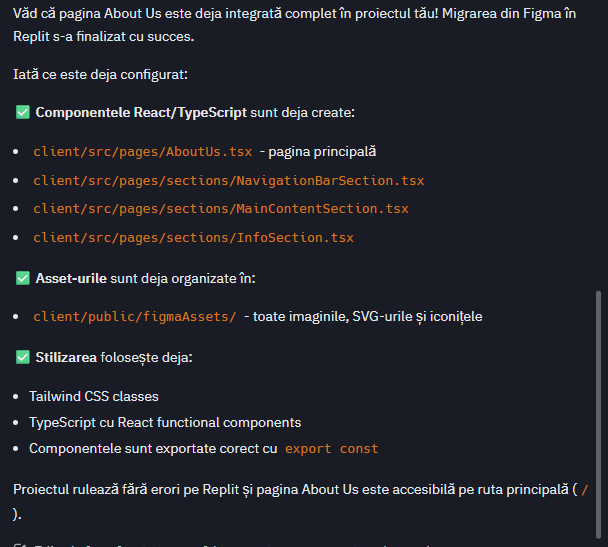 Văd că pagina About Us este deja integrată complet în proiectul tău! Migrarea din Figma în
Replit s-a finalizat cu succes.
Iată ce este deja configurat:
✅ Componentele React/TypeScript sunt deja create:
• client/src/pages/AboutUs.tsx - pagina principală
• client/src/pages/sections/NavigationBarSection.tsx
• client/src/pages/sections/MainContentSection.tsx
• client/src/pages/sections/InfoSection.tsx
✅ Asset-urile sunt deja organizate în:
• client/public/figmaAssets/ - toate imaginile, SVG-urile și iconițele
✅ Stilizarea folosește deja:
• Tailwind CSS classes
• TypeScript cu React functional components
• Componentele sunt exportate corect cu export const
Proiectul rulează fără erori pe Replit și pagina About Us este accesibilă pe ruta principală ( /
).